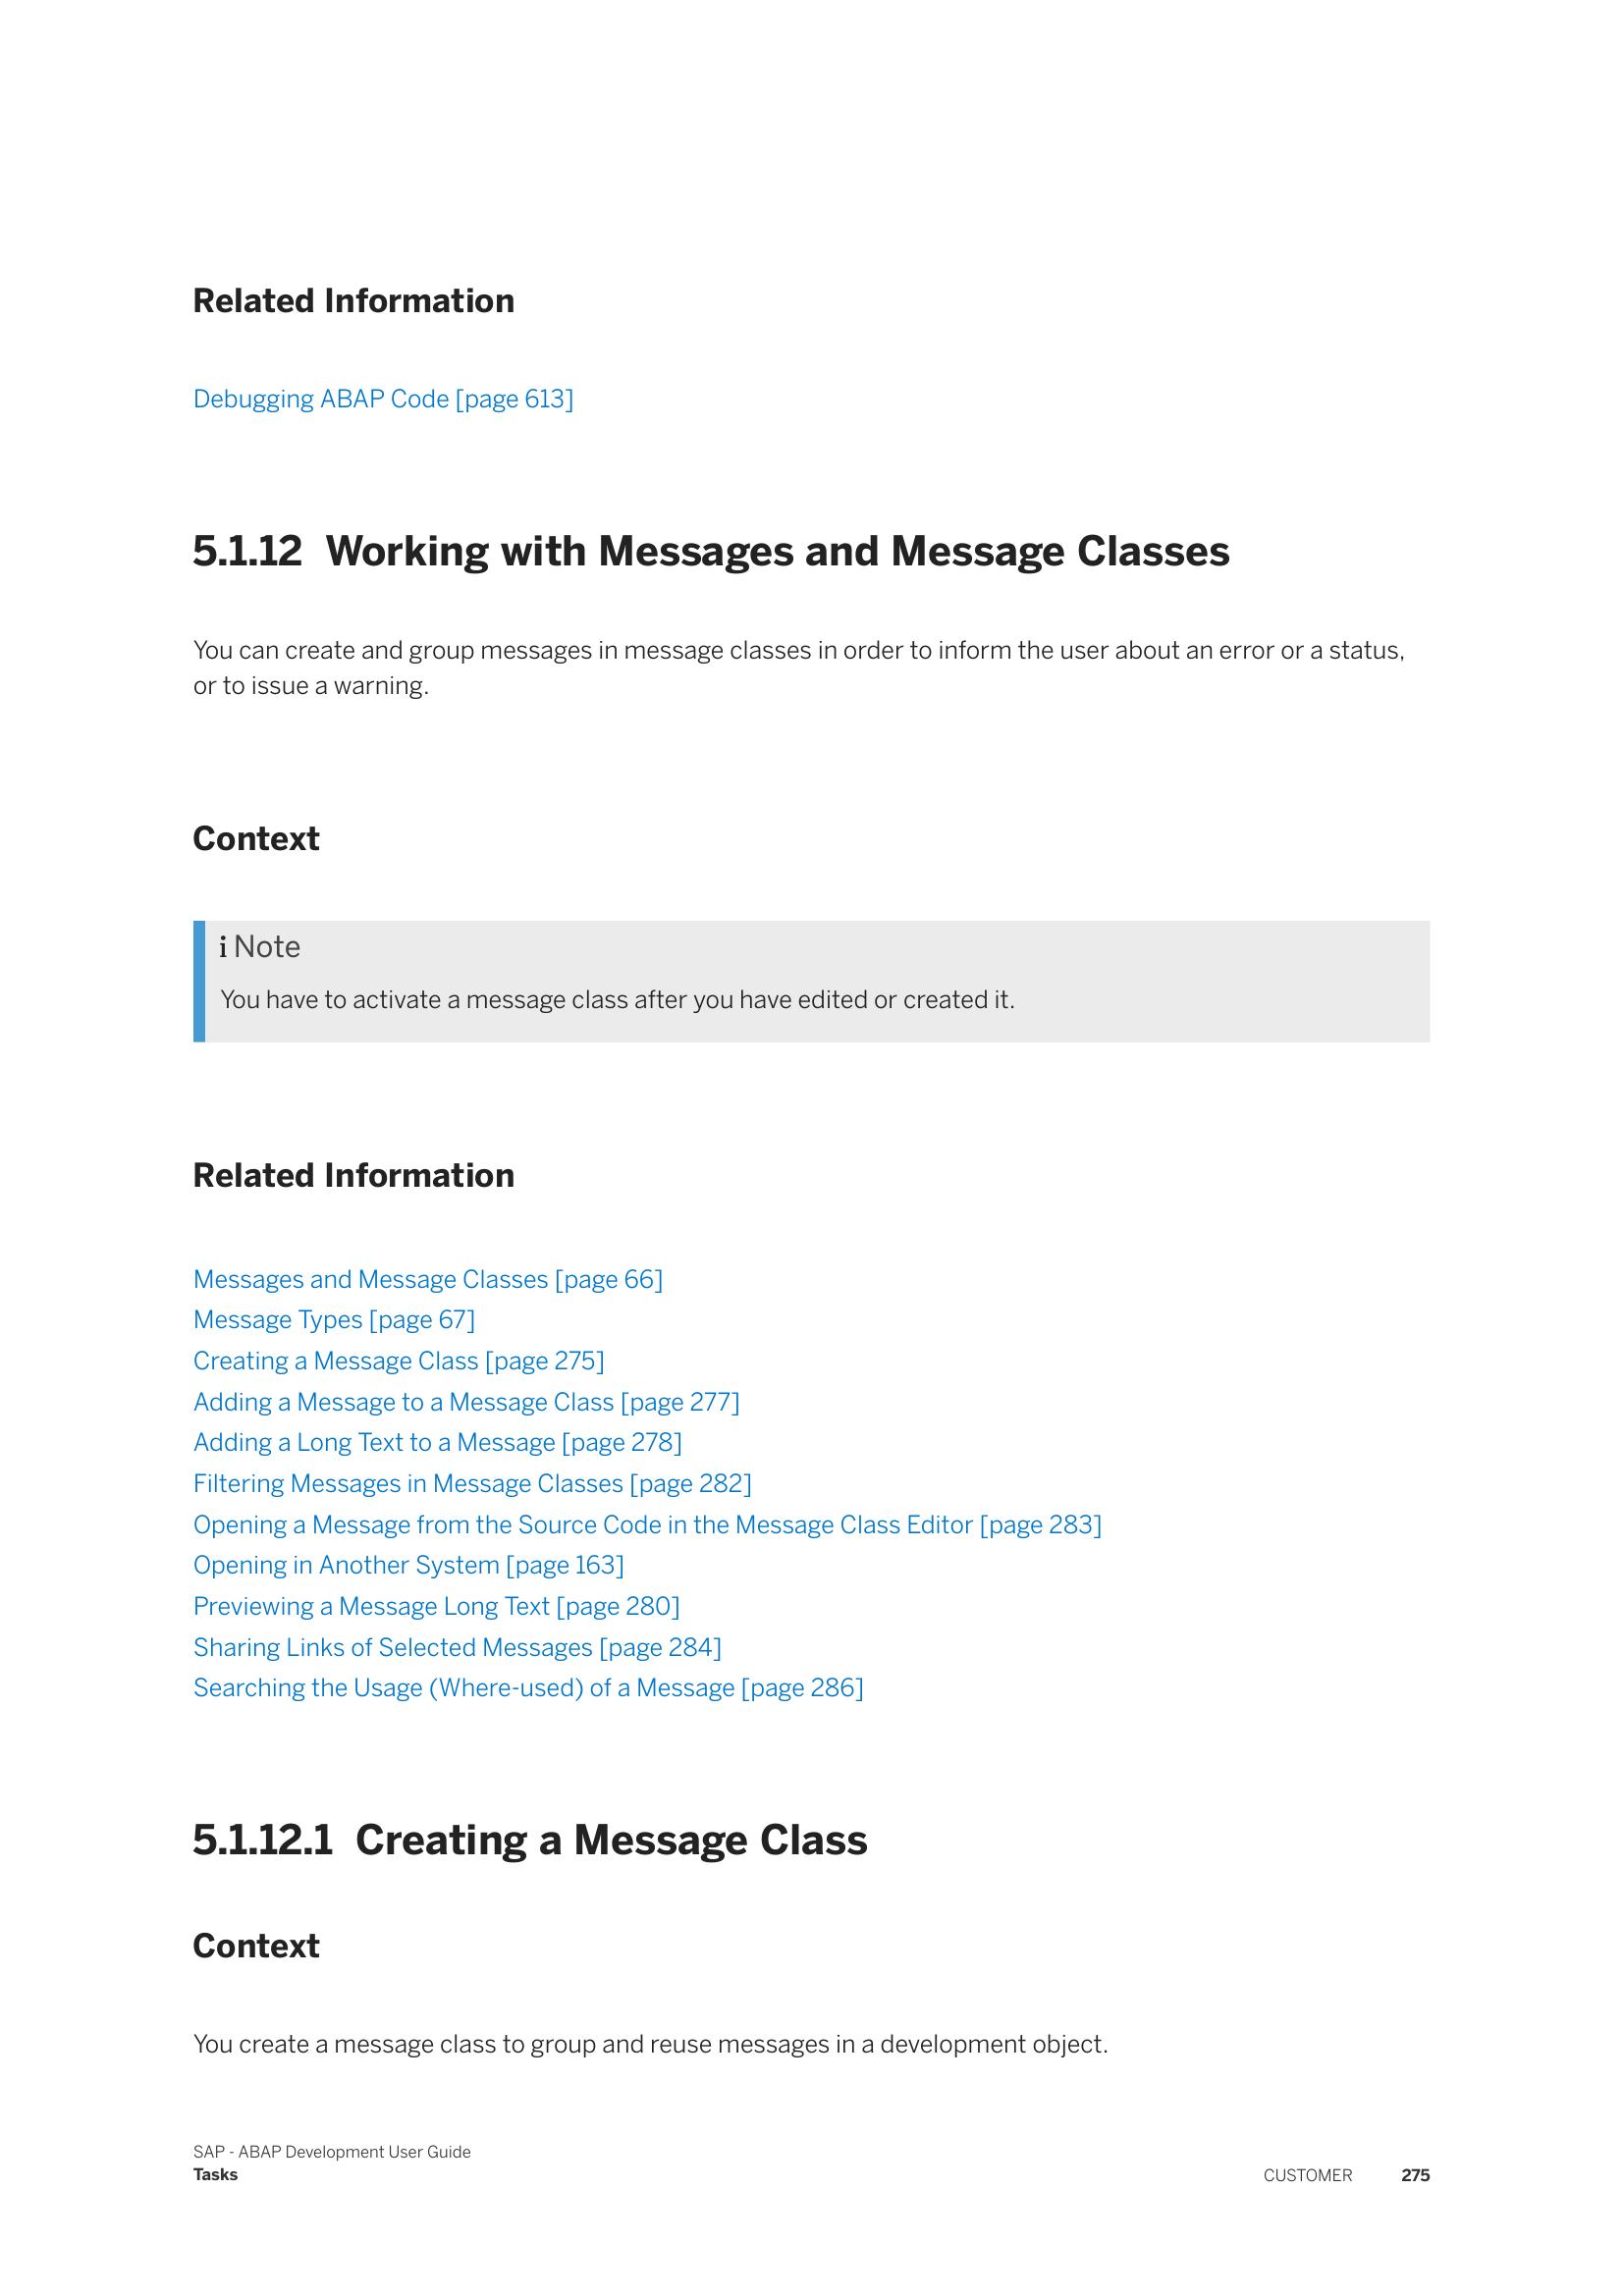 Related Information
Debugging ABAP Code [page 613]
5.1.12 Working with Messages and Message Classes
You can create and group messages in message classes in order to inform the user about an error or a status,
or to issue a warning.
Context
i Note
You have to activate a message class after you have edited or created it.
Related Information
Messages and Message Classes [page 66]
Message Types [page 67]
Creating a Message Class [page 275]
Adding a Message to a Message Class [page 277]
Adding a Long Text to a Message [page 278]
Filtering Messages in Message Classes [page 282]
Opening a Message from the Source Code in the Message Class Editor [page 283]
Opening in Another System [page 163]
Previewing a Message Long Text [page 280]
Sharing Links of Selected Messages [page 284]
Searching the Usage (Where-used) of a Message [page 286]
5.1.12.1 Creating a Message Class
Context
You create a message class to group and reuse messages in a development object.
SAP - ABAP Development User Guide
Tasks
CUSTOMER 275